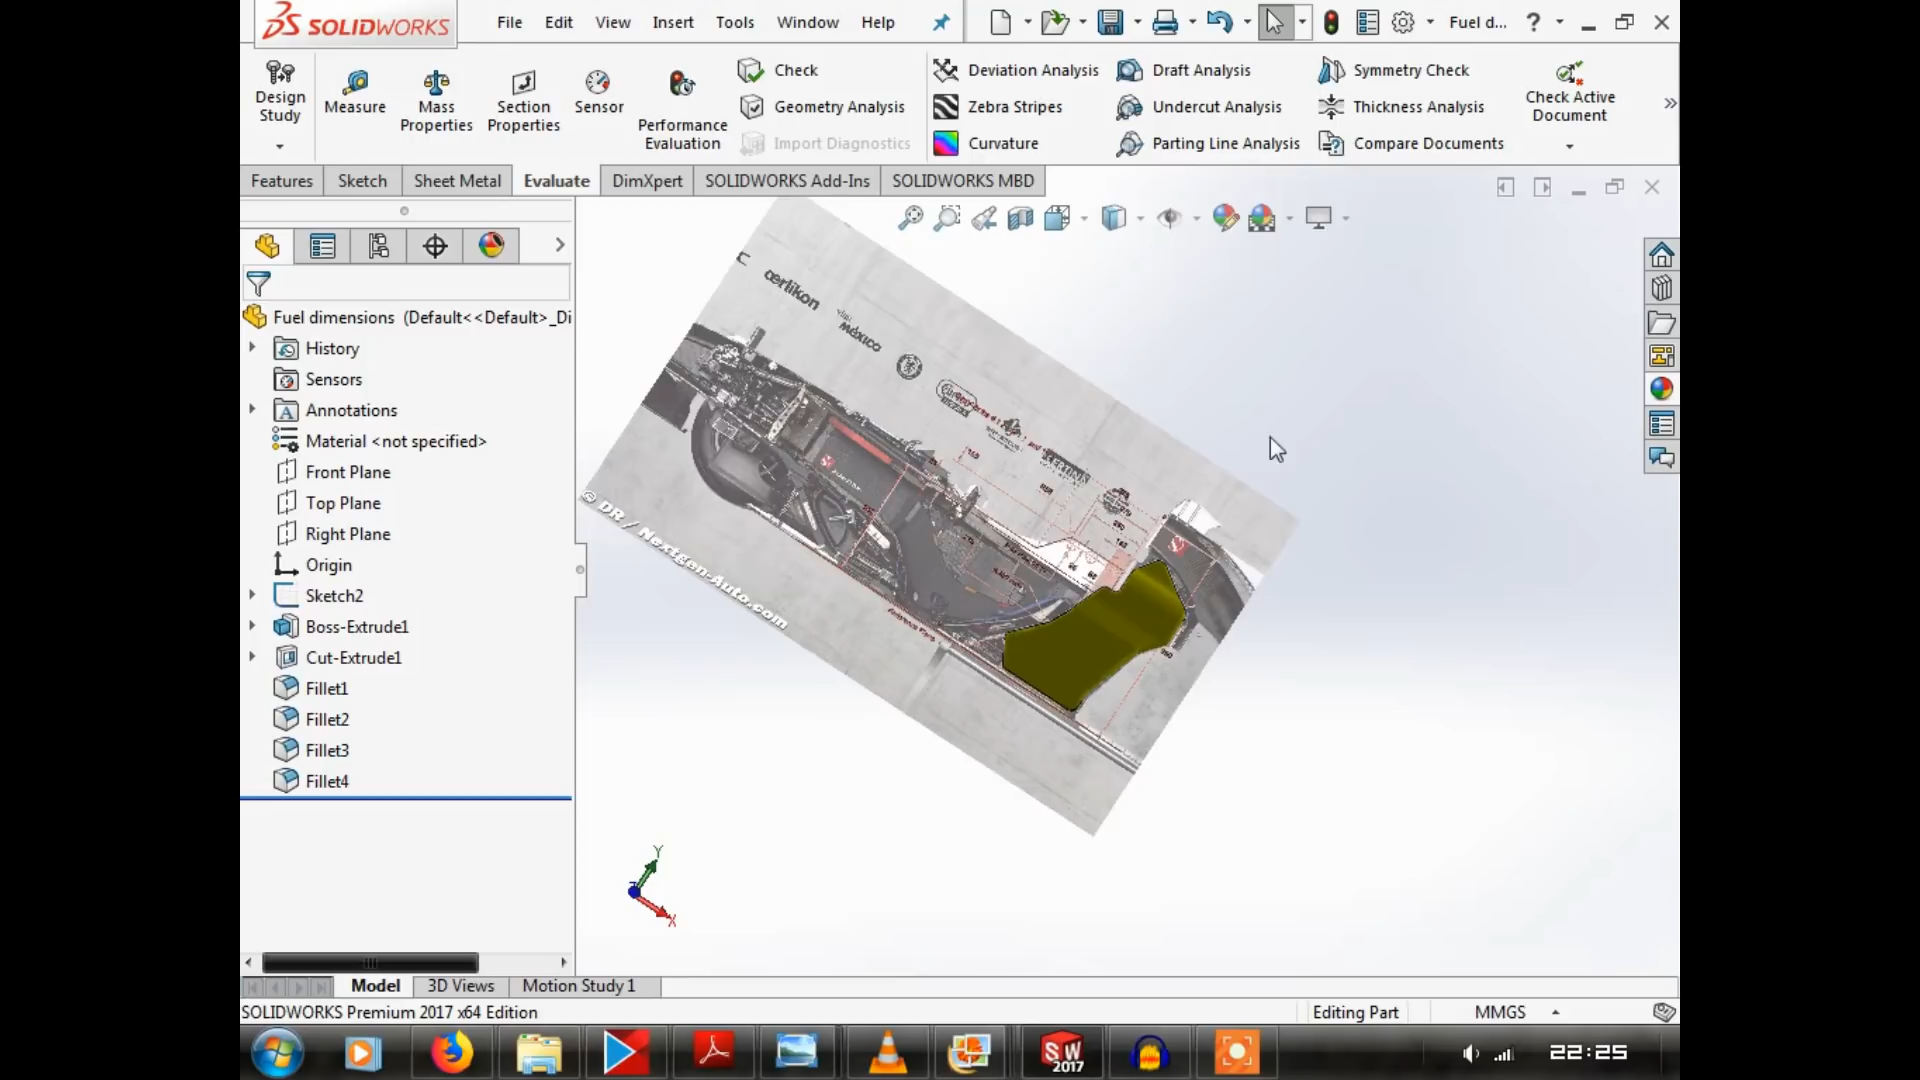 SOLIDWORKS
File Edit View Insert Tools Window Help
Fuel d... ?
Design Study
Measure
Mass Properties
Section Properties
Sensor
Performance Evaluation
Check
Geometry Analysis
Import Diagnostics
Deviation Analysis
Zebra Stripes
Curvature
Draft Analysis
Undercut Analysis
Parting Line Analysis
Symmetry Check
Thickness Analysis
Compare Documents
Check Active Document
Features Sketch Sheet Metal Evaluate DimXpert SOLIDWORKS Add-Ins SOLIDWORKS MBD
Fuel dimensions (Default<<Default>_Di
History
Sensors
Annotations
Material <not specified>
Front Plane
Top Plane
Right Plane
Origin
Sketch2
Boss-Extrude1
Cut-Extrude1
Fillet1
Fillet2
Fillet3
Fillet4
œrlikon
méxico
© DR / Nextgen-Auto.com
Y
X
Model 3D Views Motion Study 1
SOLIDWORKS Premium 2017 x64 Edition
Editing Part
MMGS
SW 2017
22:25